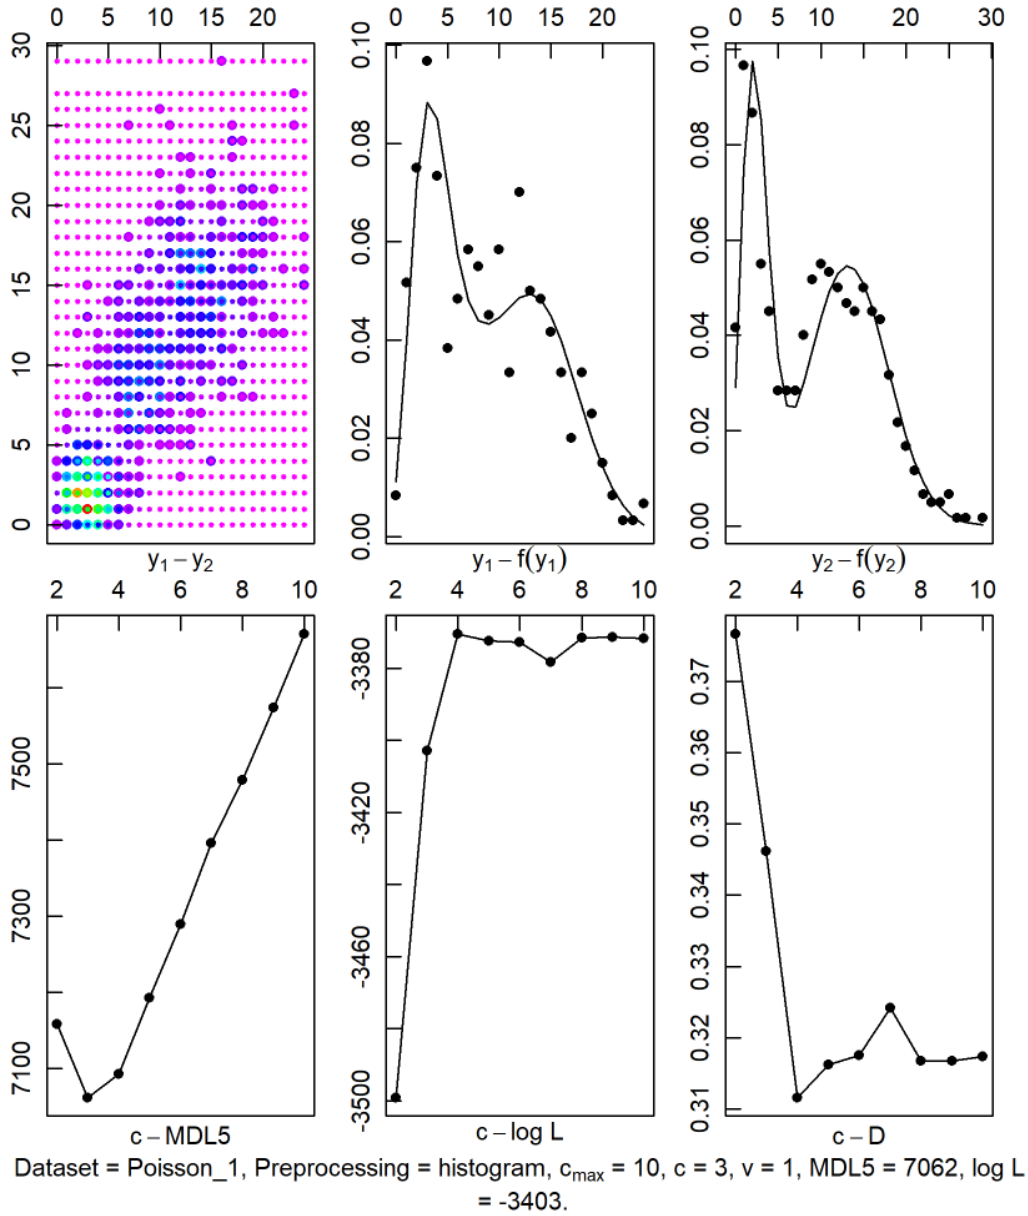 0 5 10 15 20
0 5 10 15 20
0 5 10 15 20 25 30
0 5 10 15 20 25 30
0.00 0.02 0.04 0.06 0.08 0.10
0.00 0.02 0.04 0.06 0.08 0.10
y₁ − y₂
y₁ − f(y₁)
y₂ − f(y₂)
2 4 6 8 10
2 4 6 8 10
2 4 6 8 10
7100 7300 7500
-3500 -3460 -3420 -3380
0.31 0.32 0.33 0.34 0.35 0.36 0.37
c − MDL5
c − log L
c − D
Dataset = Poisson_1, Preprocessing = histogram, cmax = 10, c = 3, v = 1, MDL5 = 7062, log L
= -3403.